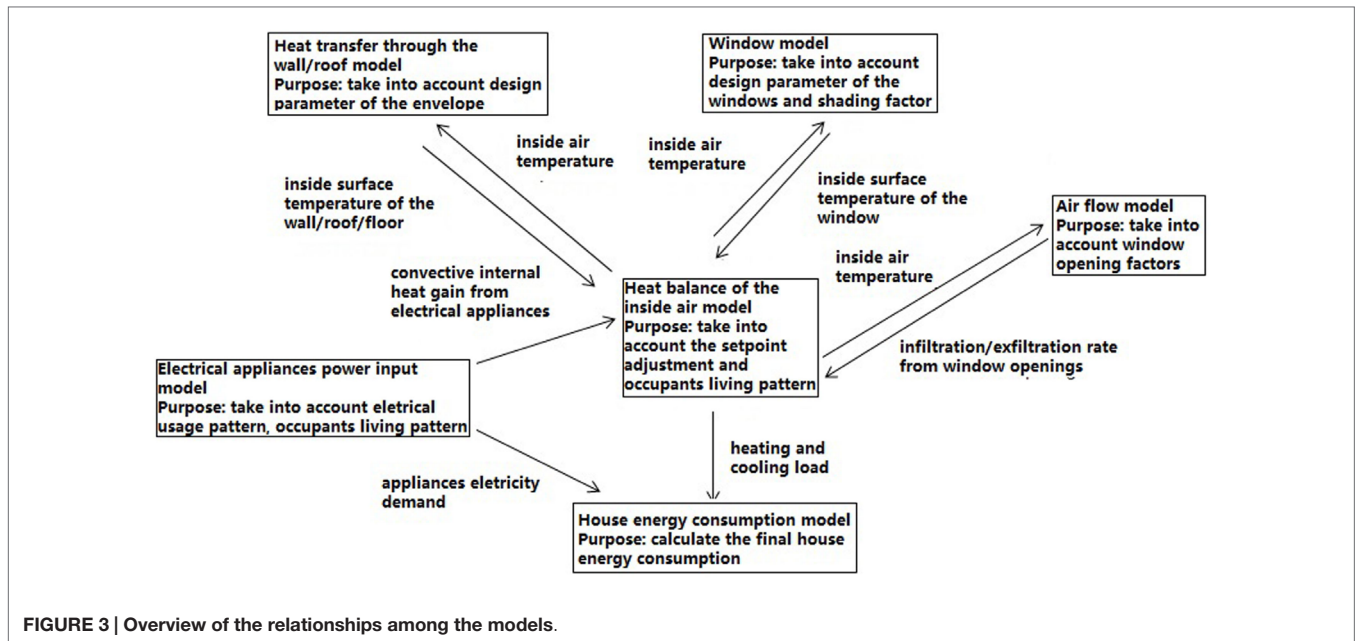 Heat transfer through the
wall/roof model
Purpose: take into account design
parameter of the envelope
Window model
Purpose: take into account
design parameter of the
windows and shading factor
inside air
temperature
inside air
temperature
inside surface
temperature of the
wall/roof/floor
inside surface
temperature of the
window
Air flow model
Purpose: take into
account window
opening factors
inside air
temperature
convective internal
heat gain from
electrical appliances
Heat balance of the
inside air model
Purpose: take into
account the setpoint
adjustment and
occupants living pattern
infiltration/exfiltration rate
from window openings
Electrical appliances power input
model
Purpose: take into account eletrical
usage pattern, occupants living pattern
heating and
cooling load
appliances eletricity
demand
House energy consumption model
Purpose: calculate the final house
energy consumption
FIGURE 3 | Overview of the relationships among the models.